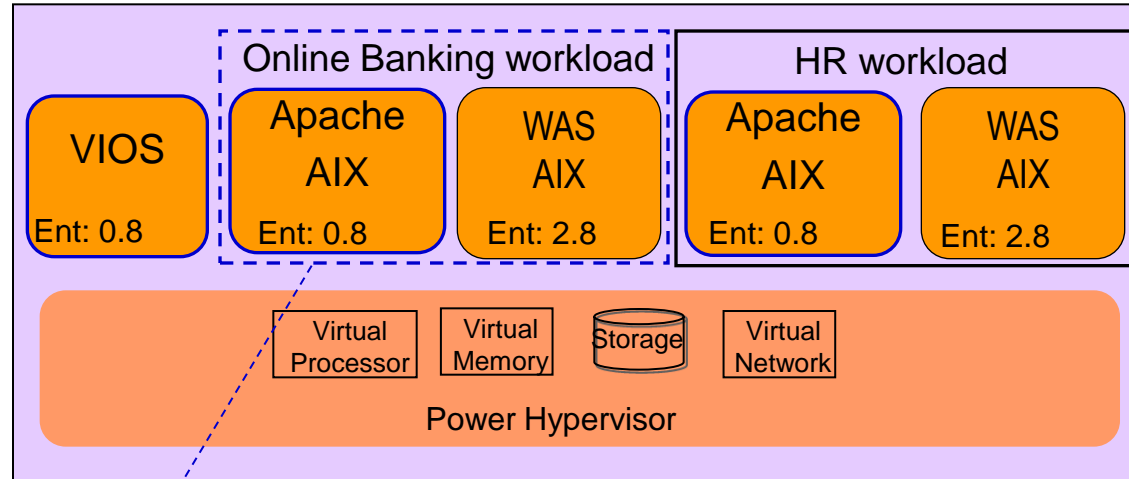 Online Banking workload
HR workload
VIOS
Ent: 0.8
Apache
AIX
Ent: 0.8
WAS
AIX
Ent: 2.8
Apache
AIX
Ent: 0.8
WAS
AIX
Ent: 2.8
Virtual
Processor
Virtual
Memory
Storage
Virtual
Network
Power Hypervisor